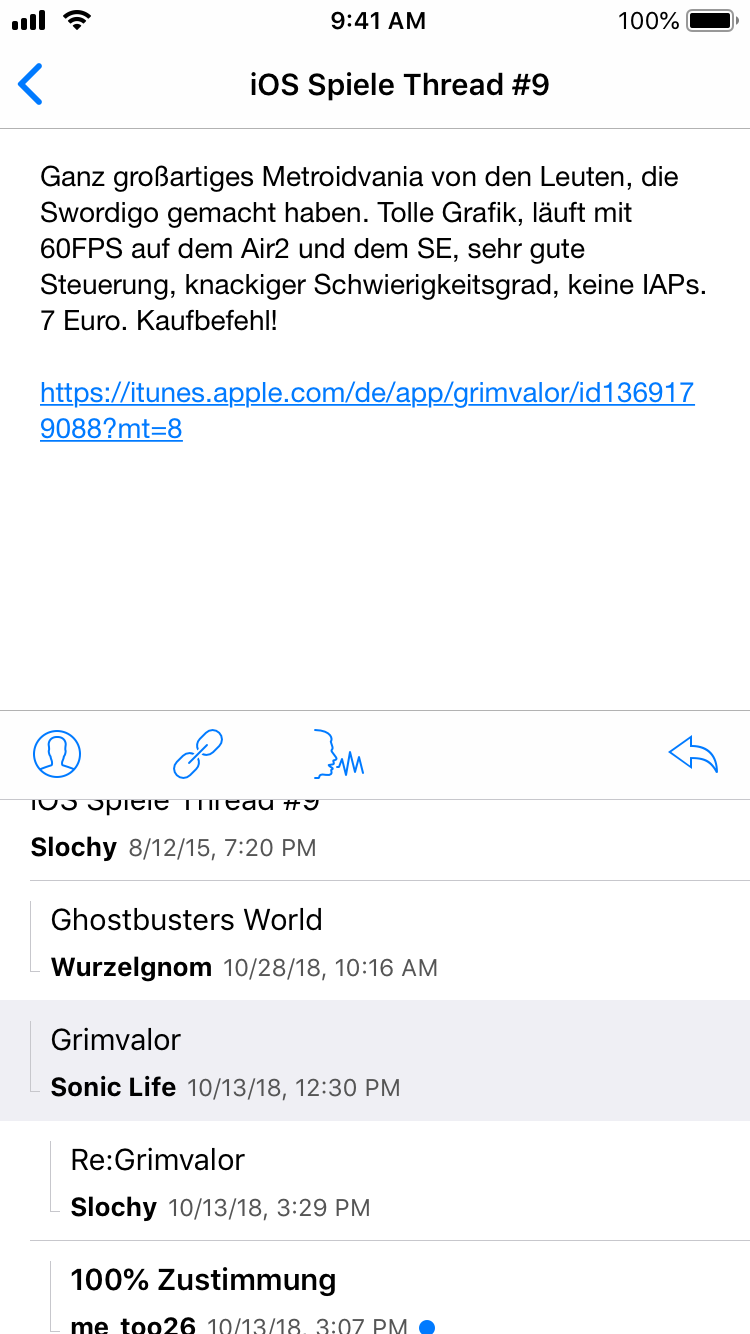 9:41 AM
100%
iOS Spiele Thread #9
Ganz großartiges Metroidvania von den Leuten, die
Swordigo gemacht haben. Tolle Grafik, läuft mit
60FPS auf dem Air2 und dem SE, sehr gute
Steuerung, knackiger Schwierigkeitsgrad, keine IAPs.
7 Euro. Kaufbefehl!
https://itunes.apple.com/de/app/grimvalor/id136917
9088?mt=8
iOS Spiele Thread #9
Slochy 8/12/15, 7:20 PM
Ghostbusters World
Wurzelgnom 10/28/18, 10:16 AM
Grimvalor
Sonic Life 10/13/18, 12:30 PM
Re:Grimvalor
Slochy 10/13/18, 3:29 PM
100% Zustimmung
me_too26 10/13/18, 3:07 PM